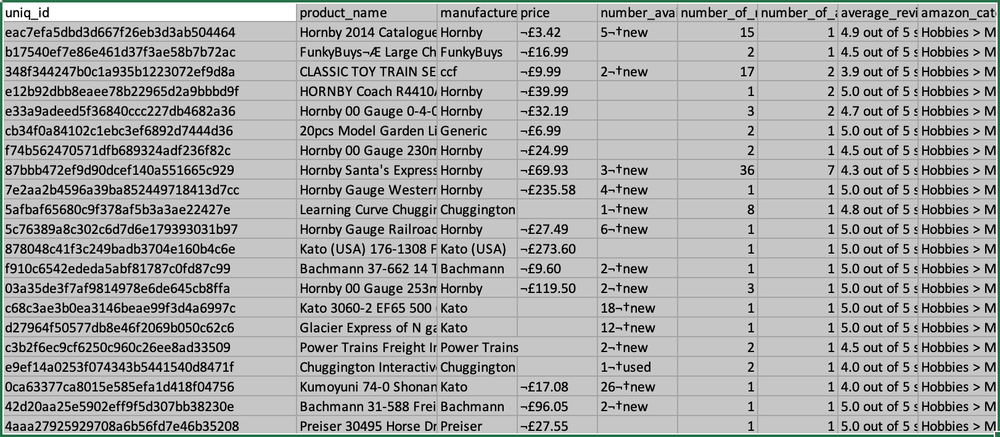 uniq_id product_name manufacture price number_avai number_of_r number_of_a average_revi amazon_cat
eac7efa5dbd3d667f26eb3d3ab504464 Hornby 2014 Catalogue Hornby ¬£3.42 5¬†new 15 1 4.9 out of 5 s Hobbies > M
b17540ef7e86e461d37f3ae58b7b72ac FunkyBuys¬Æ Large Ch FunkyBuys ¬£16.99 2 1 4.5 out of 5 s Hobbies > M
348f344247b0c1a935b1223072ef9d8a CLASSIC TOY TRAIN SE ccf ¬£9.99 2¬†new 17 2 3.9 out of 5 s Hobbies > M
e12b92dbb8eaee78b22965d2a9bbbd9f HORNBY Coach R4410A Hornby ¬£39.99 1 2 5.0 out of 5 s Hobbies > M
e33a9adeed5f36840ccc227db4682a36 Hornby 00 Gauge 0-4-0 Hornby ¬£32.19 3 2 4.7 out of 5 s Hobbies > M
cb34f0a84102c1ebc3ef6892d7444d36 20pcs Model Garden Li Generic ¬£6.99 2 1 5.0 out of 5 s Hobbies > M
f74b562470571dfb689324adf236f82c Hornby 00 Gauge 230m Hornby ¬£24.99 2 1 4.5 out of 5 s Hobbies > M
87bbb472ef9d90dcef140a551665c929 Hornby Santa's Express Hornby ¬£69.93 3¬†new 36 7 4.3 out of 5 s Hobbies > M
7e2aa2b4596a39ba852449718413d7cc Hornby Gauge Western Hornby ¬£235.58 4¬†new 1 1 5.0 out of 5 s Hobbies > M
5afbaf65680c9f378af5b3a3ae22427e Learning Curve Chuggin Chuggington 1¬†new 8 1 4.8 out of 5 s Hobbies > M
5c76389a8c302c6d7d6e179393031b97 Hornby Gauge Railroad Hornby ¬£27.49 6¬†new 1 1 5.0 out of 5 s Hobbies > M
878048c41f3c249badb3704e160b4c6e Kato (USA) 176-1308 F Kato (USA) ¬£273.60 1 1 5.0 out of 5 s Hobbies > M
f910c6542ededa5abf81787c0fd87c99 Bachmann 37-662 14 T Bachmann ¬£9.60 2¬†new 1 1 5.0 out of 5 s Hobbies > M
03a35de3f7af9814978e6de645cb8ffa Hornby 00 Gauge 253m Hornby ¬£119.50 2¬†new 3 1 5.0 out of 5 s Hobbies > M
c68c3ae3b0ea3146beae99f3d4a6997c Kato 3060-2 EF65 500 Kato 18¬†new 1 1 5.0 out of 5 s Hobbies > M
d27964f50577db8e46f2069b050c62c6 Glacier Express of N ga Kato 12¬†new 1 1 5.0 out of 5 s Hobbies > M
c3b2f6ec9cf6250c960c26ee8ad33509 Power Trains Freight In Power Trains 2¬†new 2 1 4.5 out of 5 s Hobbies > M
e9ef14a0253f074343b5441540d8471f Chuggington Interactiv Chuggington 1¬†used 2 1 4.0 out of 5 s Hobbies > M
0ca63377ca8015e585efa1d418f04756 Kumoyuni 74-0 Shonan Kato ¬£17.08 26¬†new 1 1 4.0 out of 5 s Hobbies > M
42d20aa25e5902eff9f5d307bb38230e Bachmann 31-588 Frei Bachmann ¬£96.05 2¬†new 1 1 5.0 out of 5 s Hobbies > M
4aaa27925929708a6b56fd7e46b35208 Preiser 30495 Horse Dr Preiser ¬£27.55 1 1 5.0 out of 5 s Hobbies > M